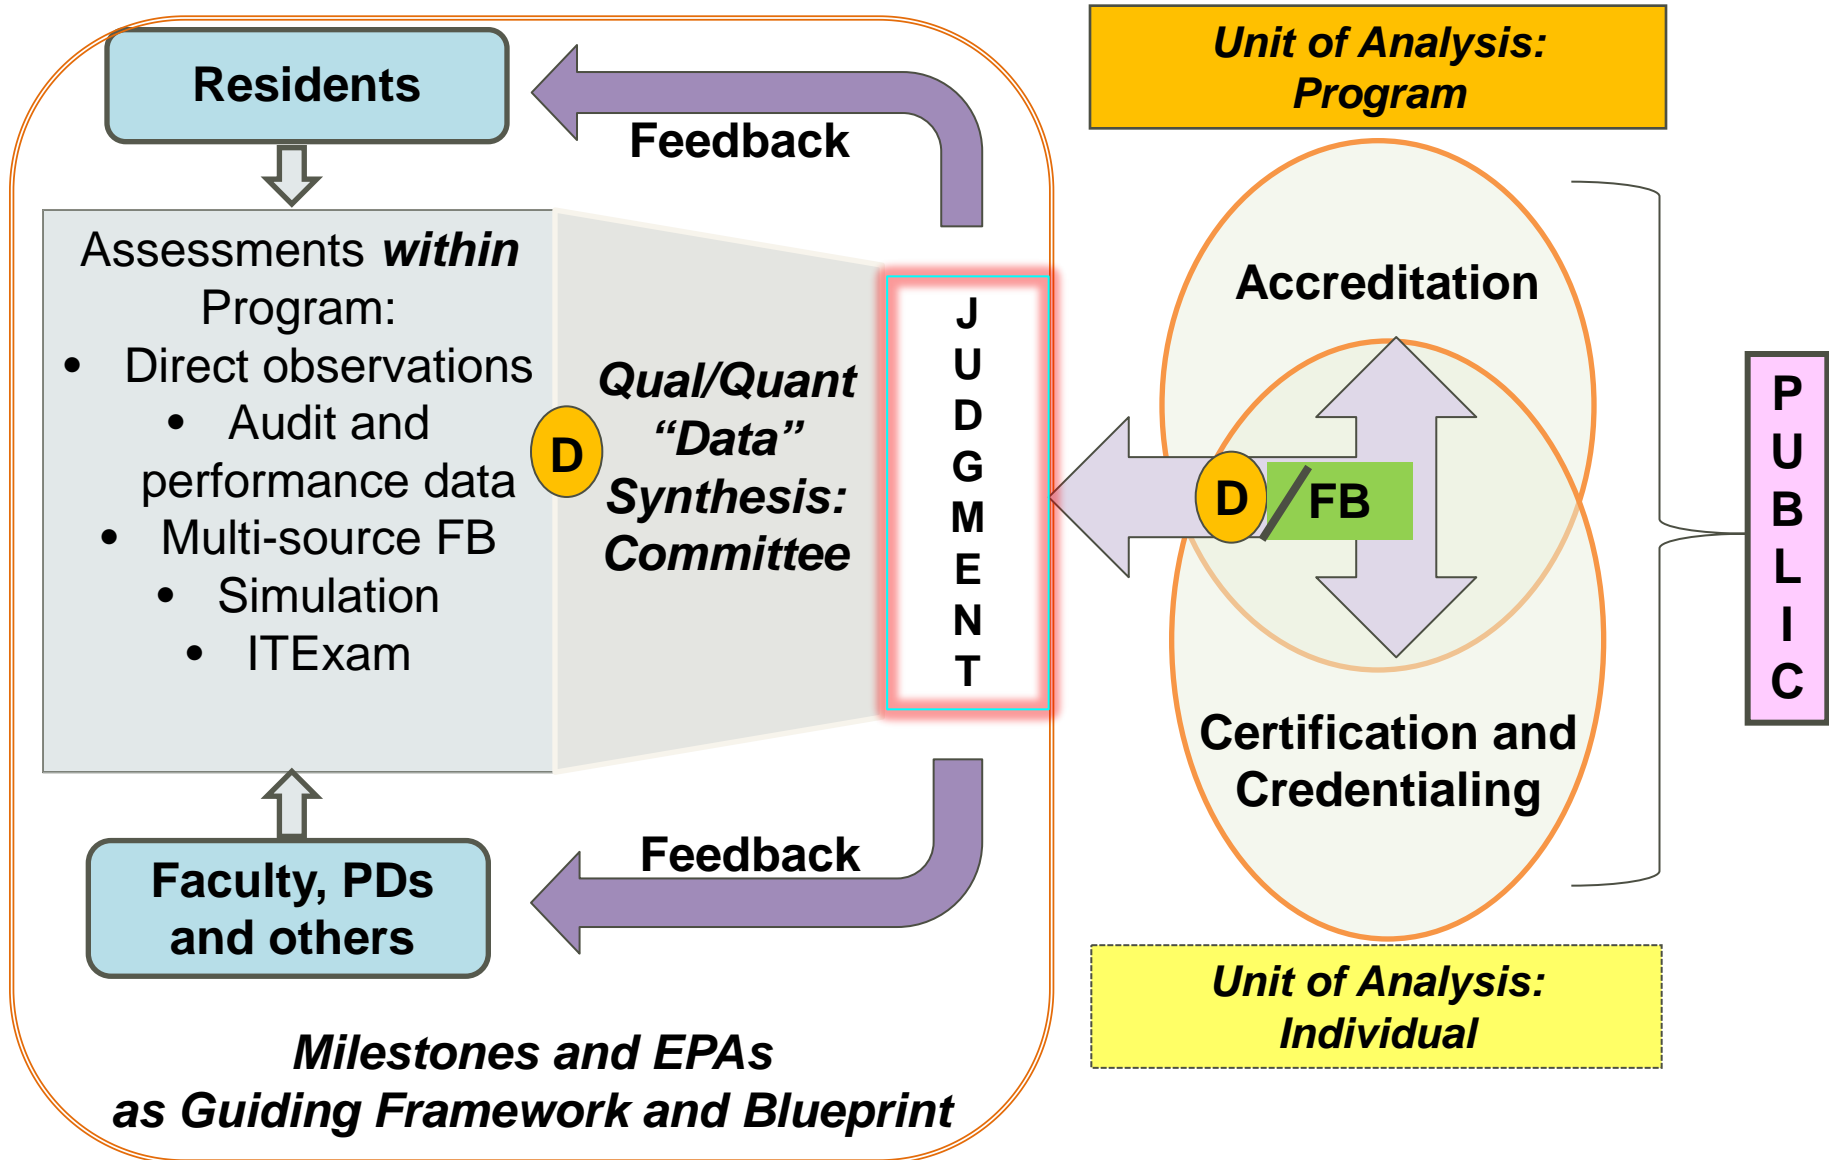 Residents
Feedback
Assessments within
Program:
• Direct observations
• Audit and
performance data
• Multi-source FB
• Simulation
• ITExam
D
Qual/Quant
“Data”
Synthesis:
Committee
J
U
D
G
M
E
N
T
Feedback
Faculty, PDs
and others
Milestones and EPAs
as Guiding Framework and Blueprint
Unit of Analysis:
Program
Accreditation
D/FB
Certification and
Credentialing
Unit of Analysis:
Individual
P
U
B
L
I
C